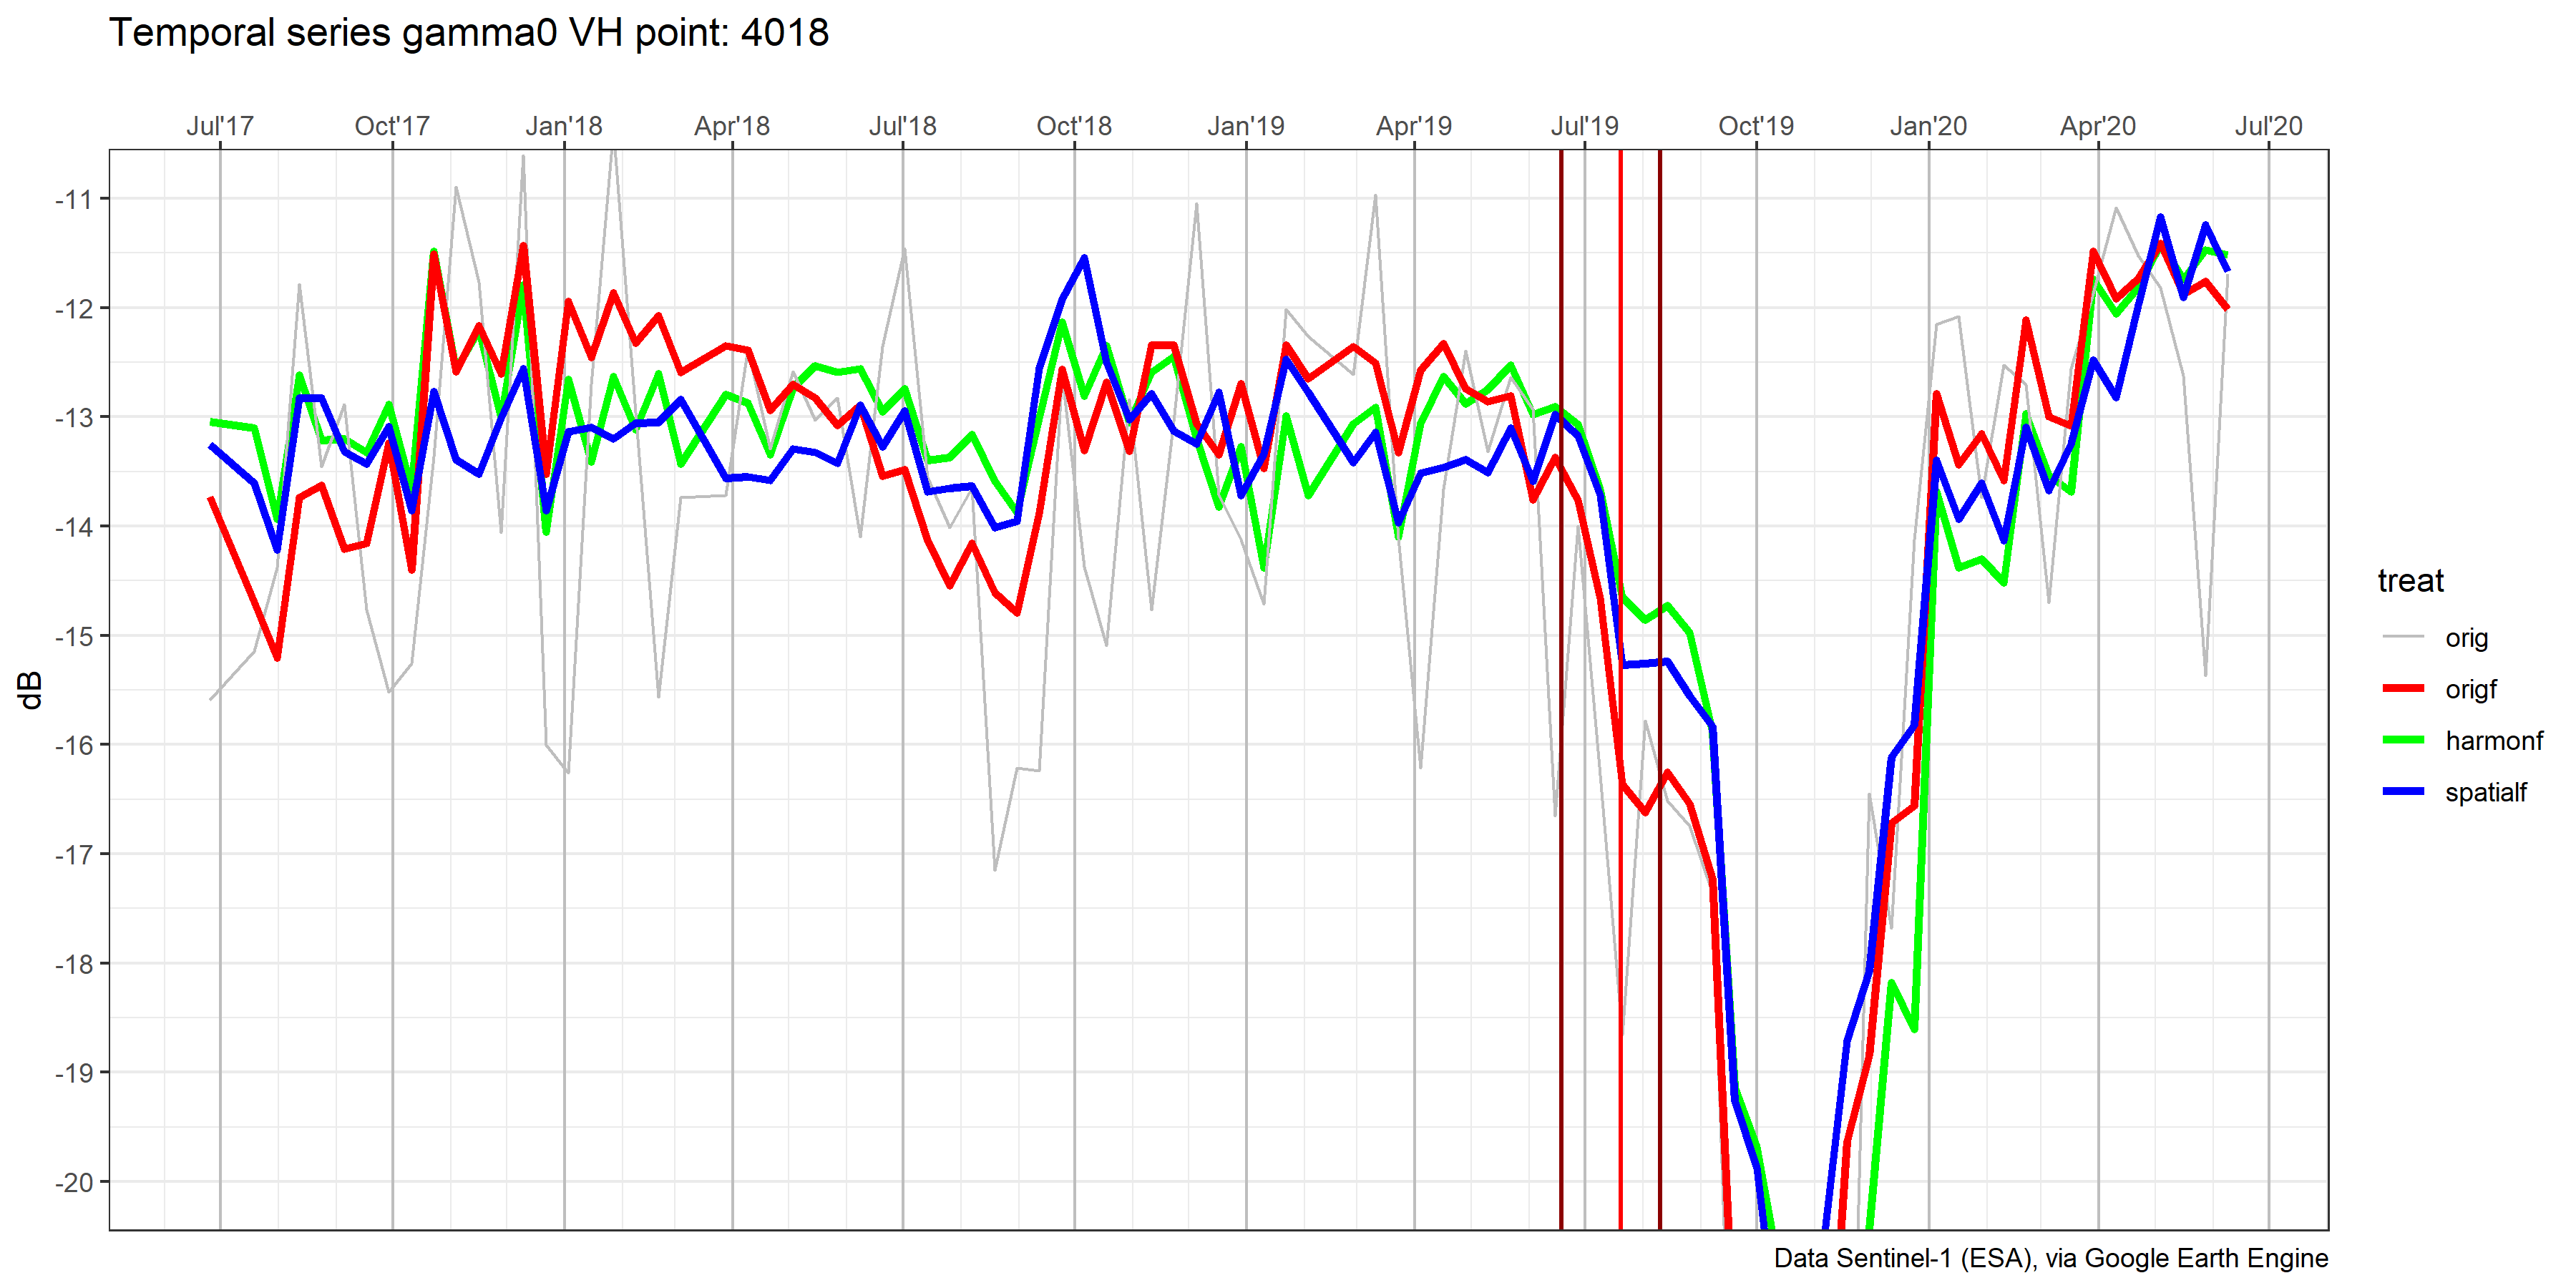 Temporal series gamma0 VH point: 4018
Jul'17 Oct'17 Jan'18 Apr'18 Jul'18 Oct'18 Jan'19 Apr'19 Jul'19 Oct'19 Jan'20 Apr'20 Jul'20
-11
-12
-13
-14
-15
-16
-17
-18
-19
-20
dB
treat
orig
origf
harmonf
spatialf
Data Sentinel-1 (ESA), via Google Earth Engine